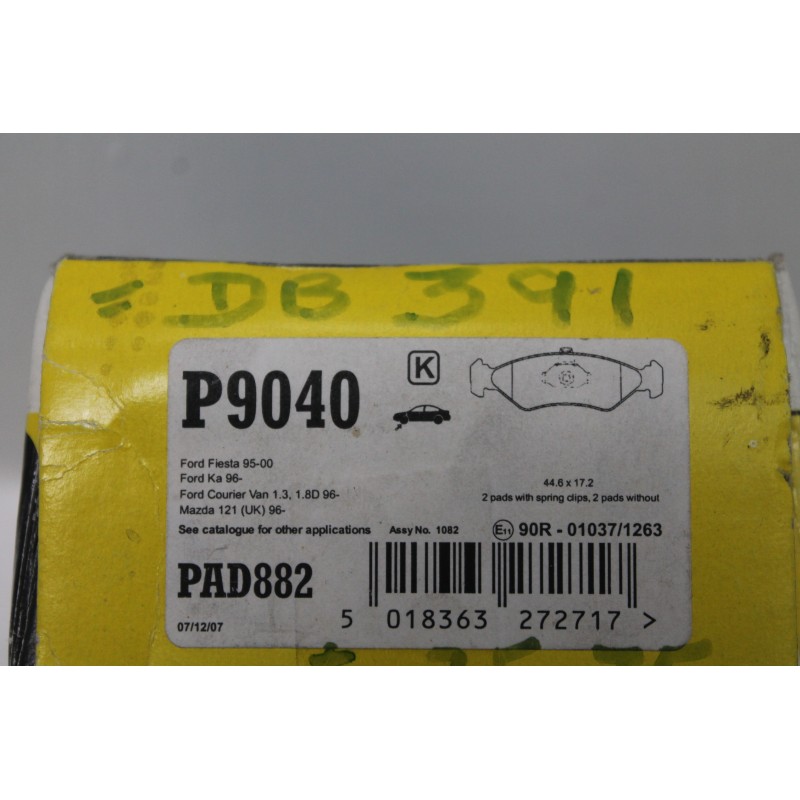 = DB 391
P9040
K
Ford Fiesta 95-00
Ford Ka 96-
Ford Courier Van 1.3, 1.8D 96-
Mazda 121 (UK) 96-
44.6 x 17.2
2 pads with spring clips, 2 pads without
See catalogue for other applications
Assy No. 1082
E11 90R - 01037/1263
PAD882
07/12/07
5 018363 272717 >